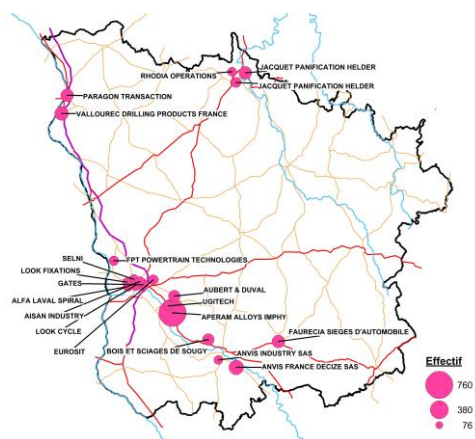 JACQUET PANIFICATION HELDER
RHODIA OPERATIONS
JACQUET PANIFICATION HELDER
PARAGON TRANSACTION
VALLOUREC DRILLING PRODUCTS FRANCE
SELNI
FPT POWERTRAIN TECHNOLOGIES
LOOK FIXATIONS
GATES
ALFA LAVAL SPIRAL
AISAN INDUSTRY
LOOK CYCLE
EUROSIT
AUBERT & DUVAL
UGITECH
APERAM ALLOYS IMPHY
FAURECIA SIEGES D'AUTOMOBILE
BOIS ET SCIAGES DE SOUGY
ANVIS INDUSTRY SAS
ANVIS FRANCE DECIZE SAS
Effectif
760
380
76